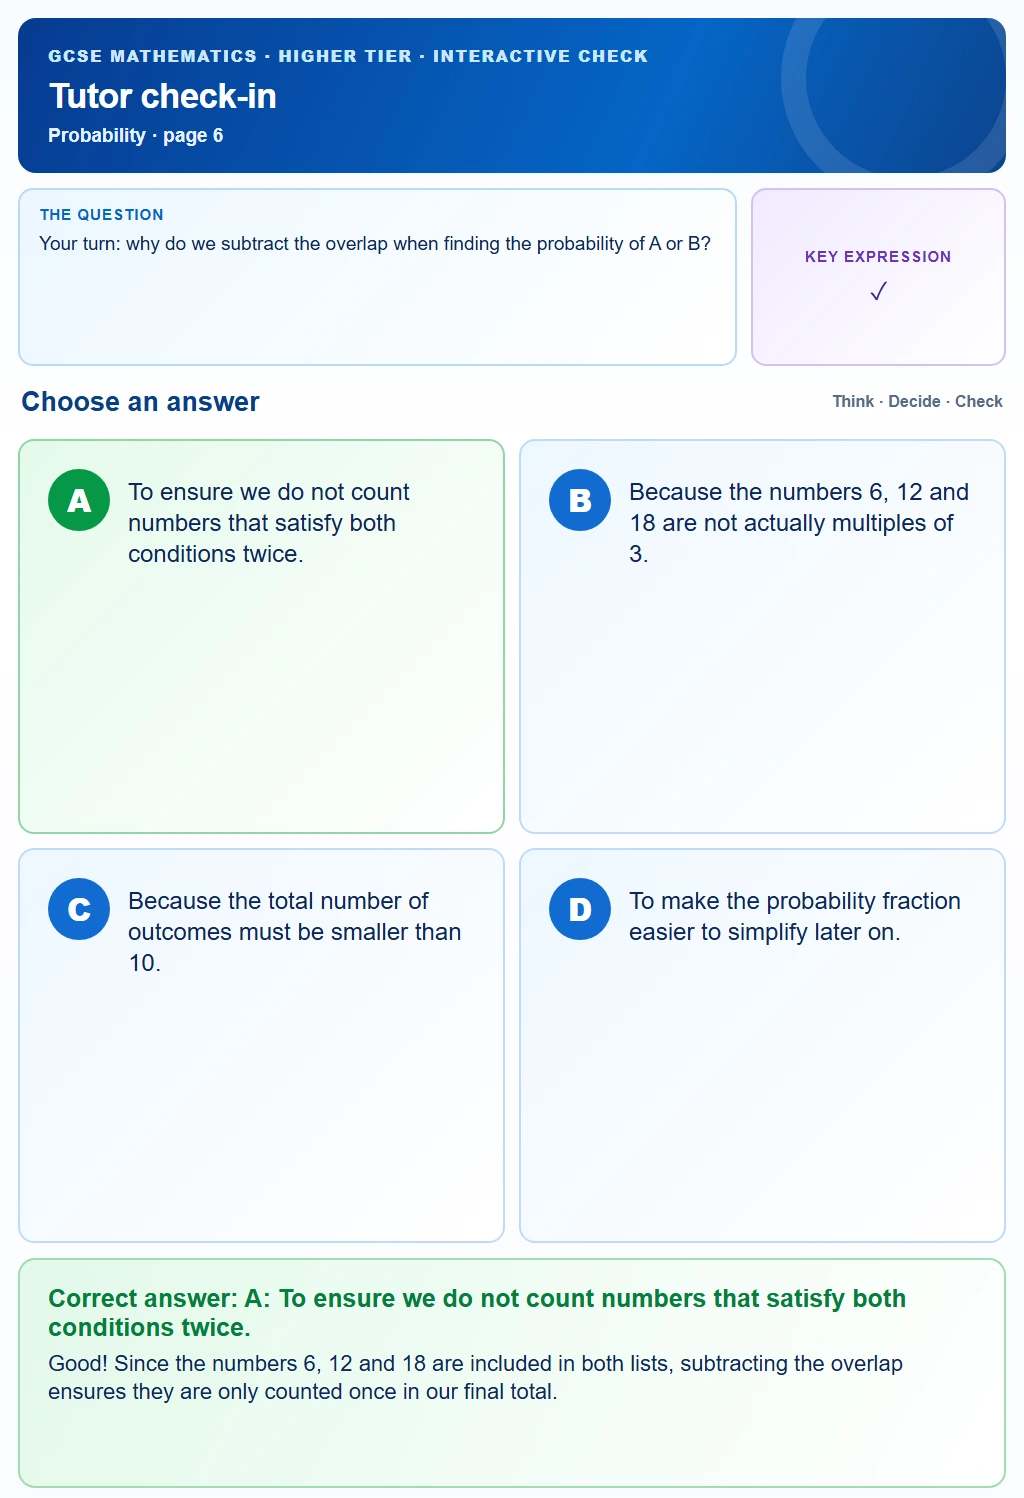 GCSE MATHEMATICS · HIGHER TIER · INTERACTIVE CHECK
Tutor check-in
Probability · page 6
THE QUESTION
Your turn: why do we subtract the overlap when finding the probability of A or B?
KEY EXPRESSION
✓
Choose an answer
Think · Decide · Check
A
To ensure we do not count
numbers that satisfy both
conditions twice.
B
Because the numbers 6, 12 and
18 are not actually multiples of
3.
C
Because the total number of
outcomes must be smaller than
10.
D
To make the probability fraction
easier to simplify later on.
Correct answer: A: To ensure we do not count numbers that satisfy both
conditions twice.
Good! Since the numbers 6, 12 and 18 are included in both lists, subtracting the overlap
ensures they are only counted once in our final total.